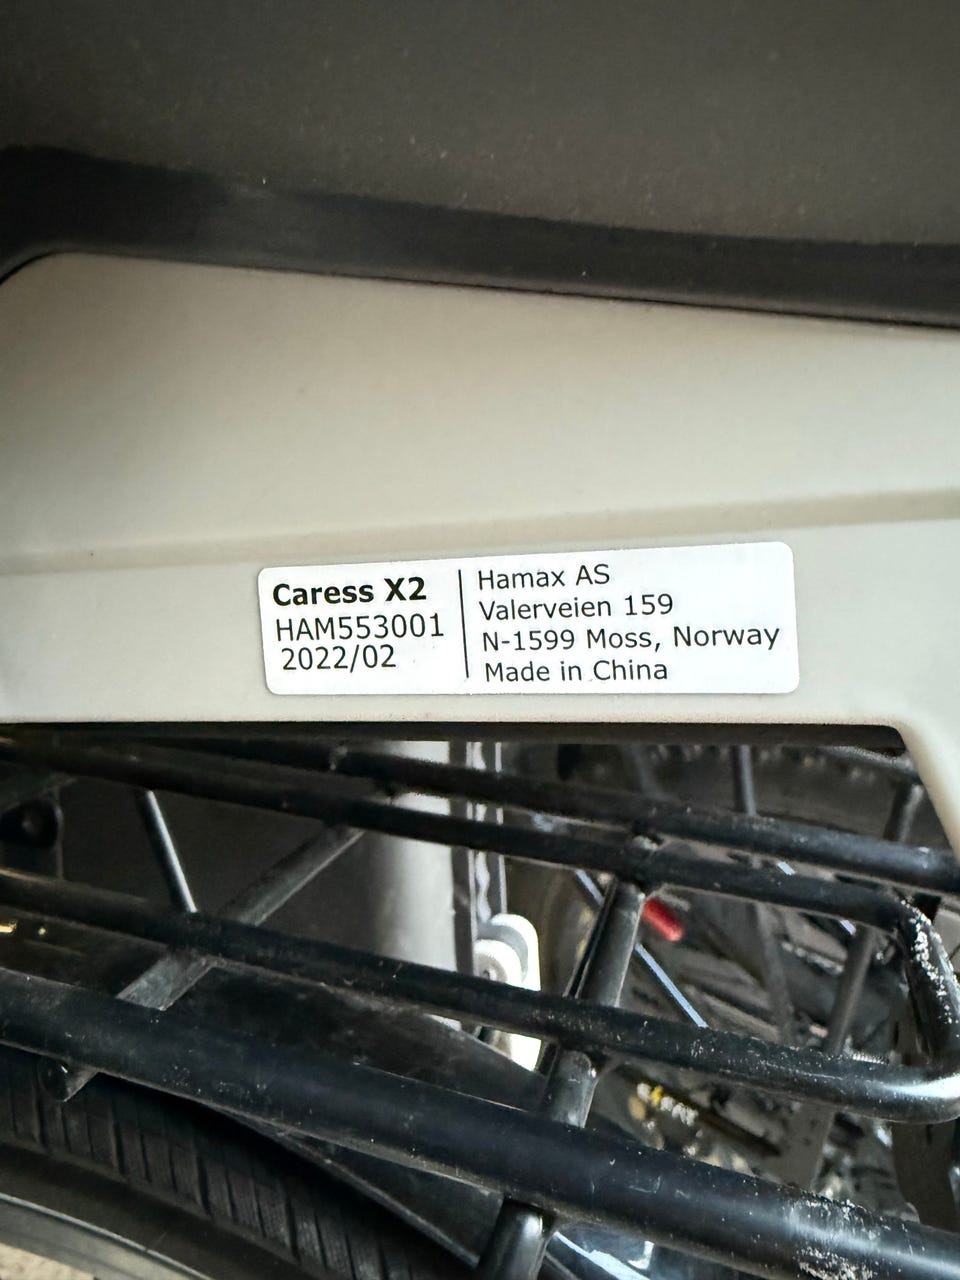 Caress X2
HAM553001
2022/02
Hamax AS
Valerveien 159
N-1599 Moss, Norway
Made in China